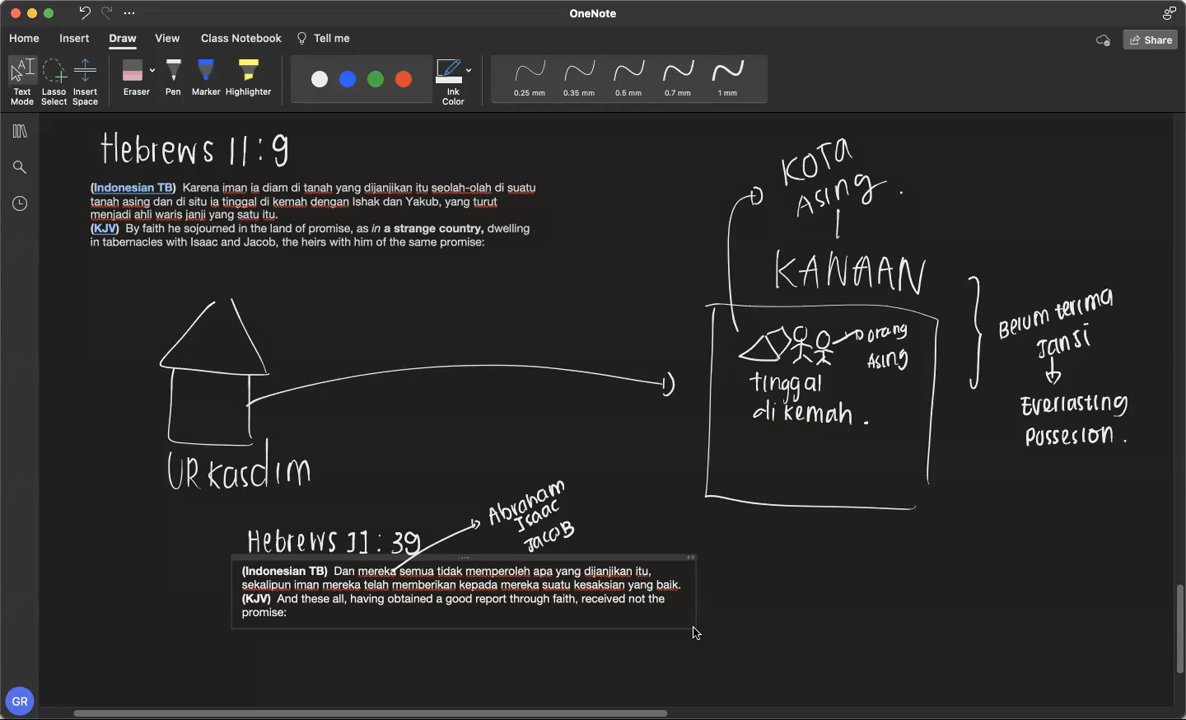 OneNote
Home Insert Draw View Class Notebook Tell me
Share
Text Mode
Lasso Select
Insert Space
Eraser
Pen
Marker
Highlighter
Ink Color
0.25 mm
0.35 mm
0.5 mm
0.7 mm
1 mm
Hebrews 11:9
(Indonesian TB) Karena iman ia diam di tanah yang dijanjikan itu seolah-olah di suatu
tanah asing dan di situ ia tinggal di kemah dengan Ishak dan Yakub, yang turut
menjadi ahli waris janji yang satu itu.
(KJV) By faith he sojourned in the land of promise, as in a strange country, dwelling
in tabernacles with Isaac and Jacob, the heirs with him of the same promise:
KOTA
Asing.
KANAAN
orang
Asing
tinggal
di kemah.
Belum terima
Janji
Everlasting
Possesion.
UR Kasdim
Abraham
Isaac
Jacob
Hebrews 11:39
(Indonesian TB) Dan mereka semua tidak memperoleh apa yang dijanjikan itu,
sekalipun iman mereka telah memberikan kepada mereka suatu kesaksian yang baik.
(KJV) And these all, having obtained a good report through faith, received not the
promise:
GR